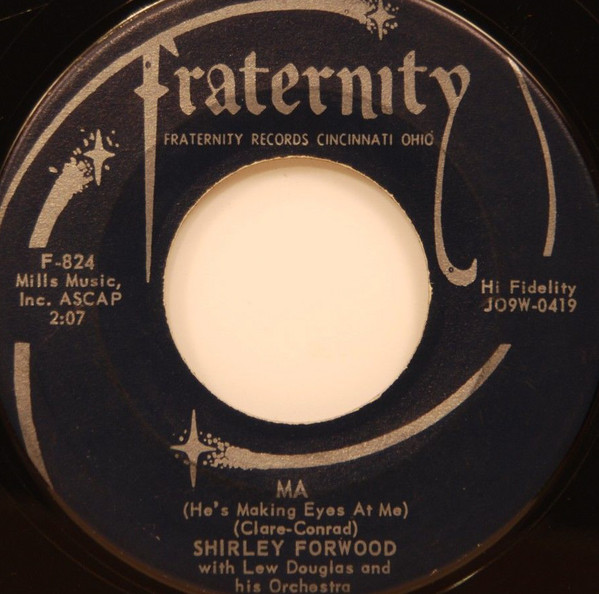 Fraternity
FRATERNITY RECORDS CINCINNATI OHIO
F-824
Mills Music,
Inc. ASCAP
2:07
Hi Fidelity
JO9W-0419
MA
(He's Making Eyes At Me)
(Clare-Conrad)
SHIRLEY FORWOOD
with Lew Douglas and
his Orchestra